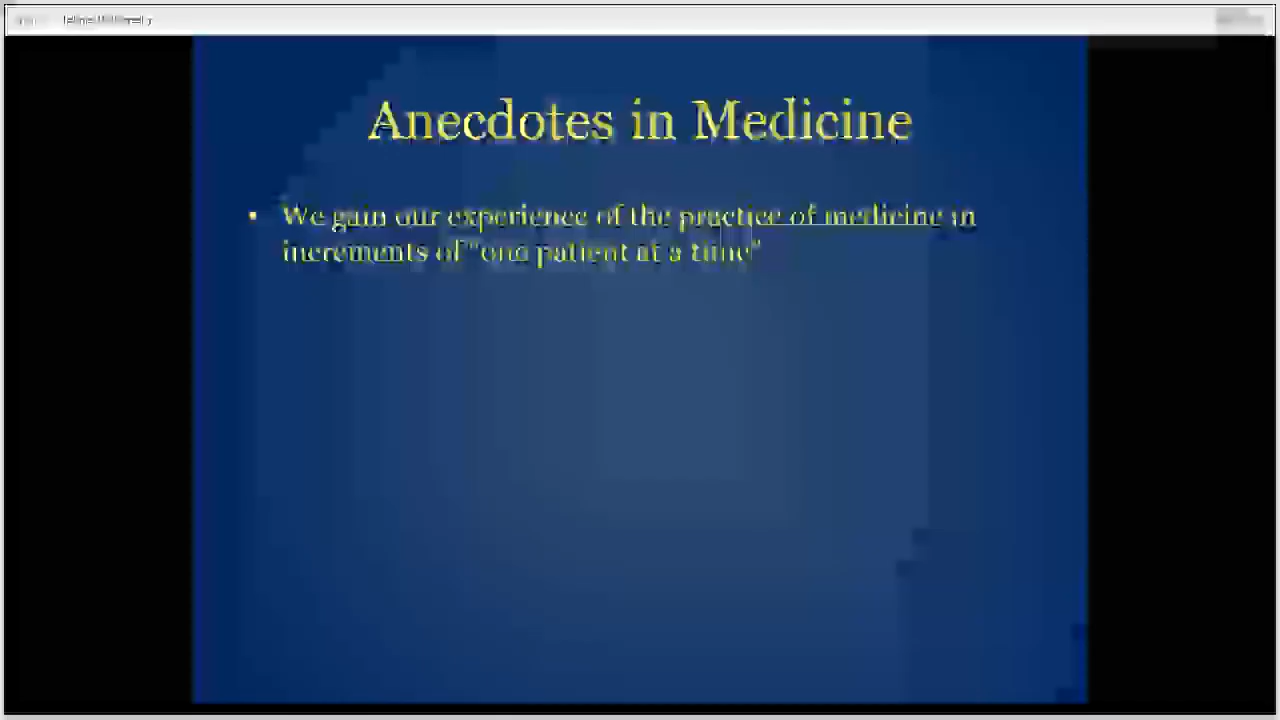 Anecdotes in Medicine
• We gain our experience of the practice of medicine in
increments of "one patient at a time"